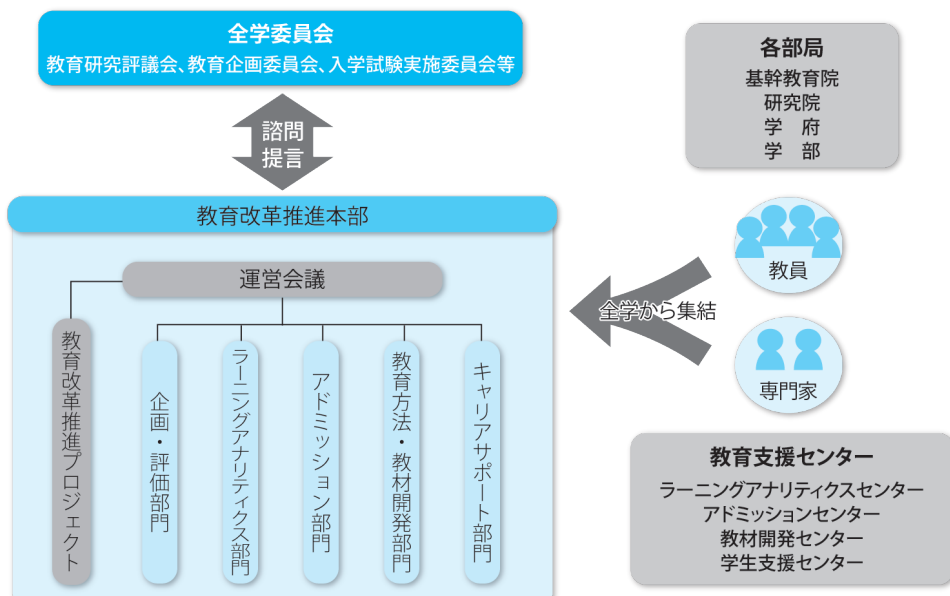 全学委員会
教育研究評議会、教育企画委員会、入学試験実施委員会等
諮問
提言
教育改革推進本部
運営会議
教育改革推進プロジェクト
企画・評価部門
ラーニングアナリティクス部門
アドミッション部門
教育方法・教材開発部門
キャリアサポート部門
各部局
基幹教育院
研究院
学　府
学　部
教員
全学から集結
専門家
教育支援センター
ラーニングアナリティクスセンター
アドミッションセンター
教材開発センター
学生支援センター